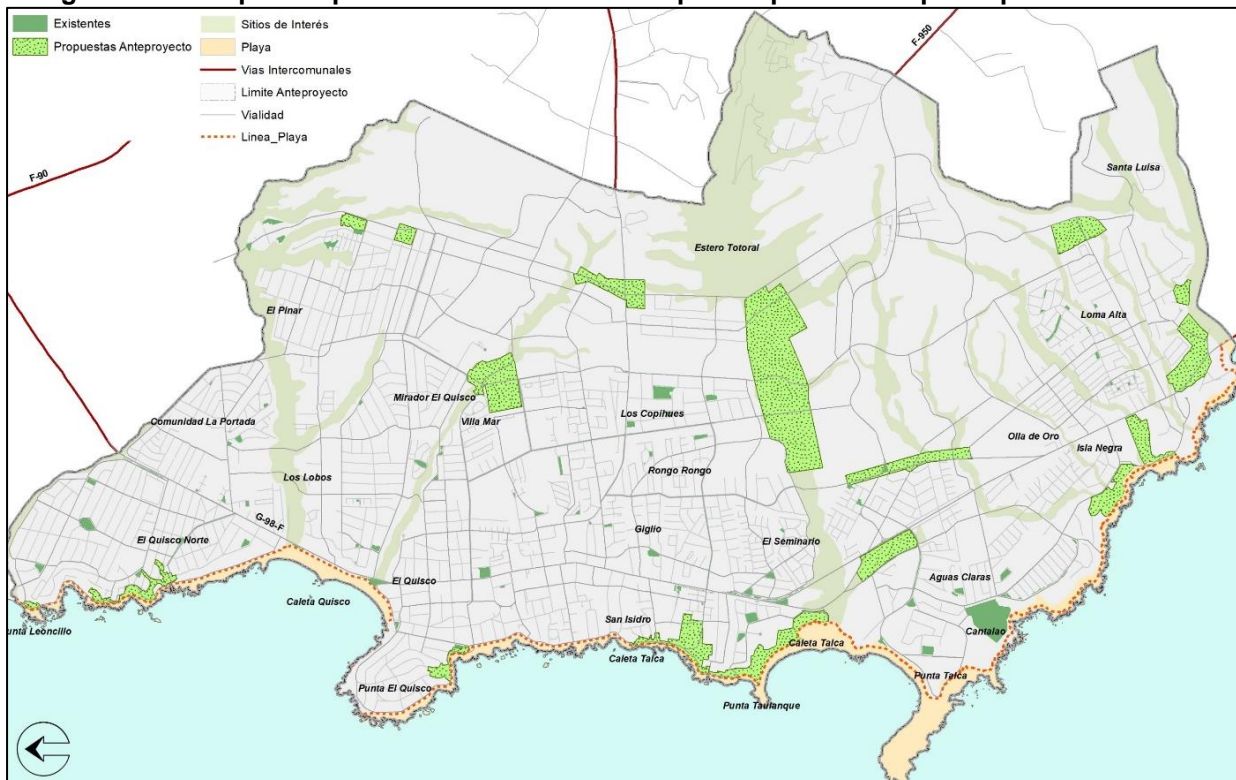 Existentes
Propuestas Anteproyecto
Sitios de Interés
Playa
Vias Intercomunales
Limite Anteproyecto
Vialidad
Linea_Playa
F-950
F-90
Santa Luisa
Estero Totoral
El Pinar
Loma Alta
Mirador El Quisco
Villa Mar
Los Copihues
Comunidad La Portada
Olla de Oro
Isla Negra
Rongo Rongo
Los Lobos
G-98-F
Giglio
El Quisco Norte
El Seminario
El Quisco
Aguas Claras
Caleta Quisco
San Isidro
Cantalao
Punta Leoncillo
Caleta Talca
Caleta Talca
Punta Talca
Punta El Quisco
Punta Taulanque